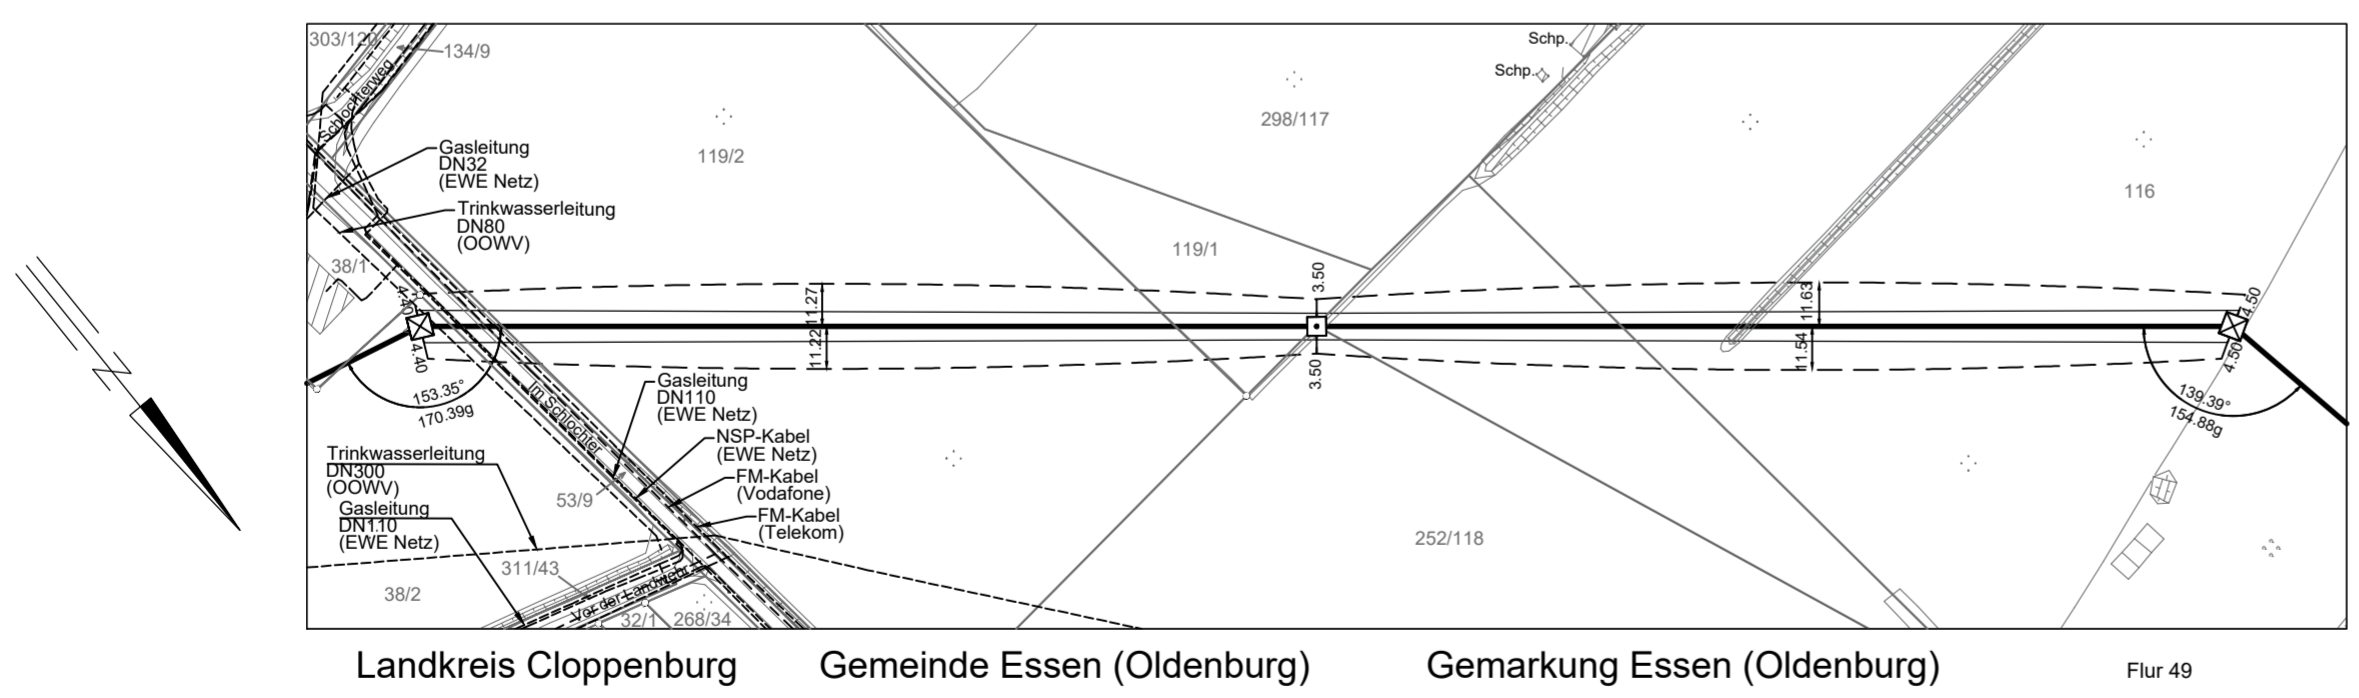 303/120
134/9
Schlochterweg
Gasleitung
DN32
(EWE Netz)
Trinkwasserleitung
DN80
(OOWV)
38/1
119/2
119/1
298/117
Schp.
Schp.
116
4.40
4.40
11.27
11.22
3.50
3.50
11.63
11.54
4.50
4.50
153.35°
170.39g
139.39°
154.88g
Im Schlochter
Gasleitung
DN110
(EWE Netz)
NSP-Kabel
(EWE Netz)
FM-Kabel
(Vodafone)
FM-Kabel
(Telekom)
Trinkwasserleitung
DN300
(OOWV)
Gasleitung
DN110
(EWE Netz)
53/9
311/43
38/2
Vor der Landwehr
32/1
268/34
252/118
N
Landkreis Cloppenburg
Gemeinde Essen (Oldenburg)
Gemarkung Essen (Oldenburg)
Flur 49